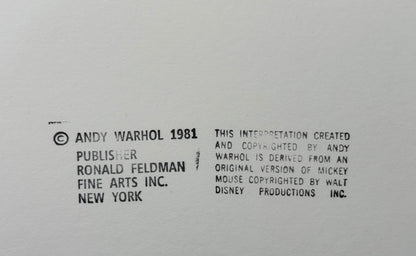 © ANDY WARHOL 1981
PUBLISHER
RONALD FELDMAN
FINE ARTS INC.
NEW YORK
THIS INTERPRETATION CREATED
AND COPYRIGHTED BY ANDY
WARHOL IS DERIVED FROM AN
ORIGINAL VERSION OF MICKEY
MOUSE COPYRIGHTED BY WALT
DISNEY PRODUCTIONS INC.